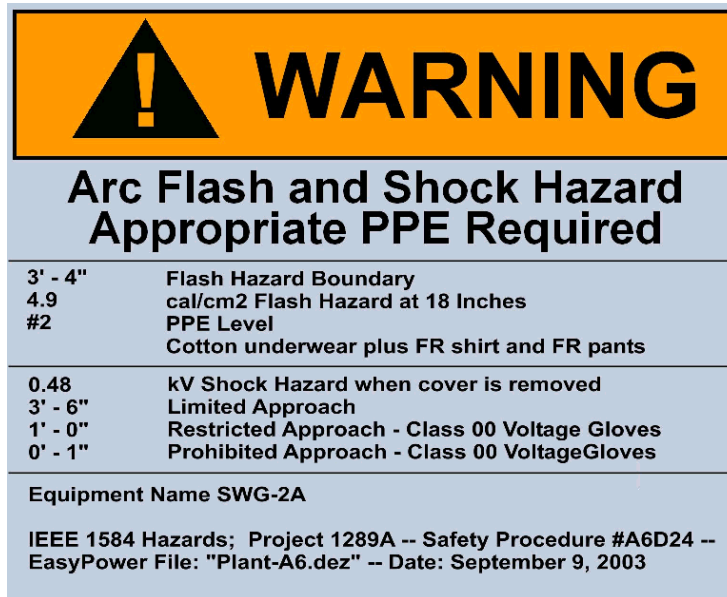 ! WARNING
Arc Flash and Shock Hazard
Appropriate PPE Required
3' - 4" Flash Hazard Boundary
4.9 cal/cm2 Flash Hazard at 18 Inches
#2 PPE Level
Cotton underwear plus FR shirt and FR pants
0.48 kV Shock Hazard when cover is removed
3' - 6" Limited Approach
1' - 0" Restricted Approach - Class 00 Voltage Gloves
0' - 1" Prohibited Approach - Class 00 VoltageGloves
Equipment Name SWG-2A
IEEE 1584 Hazards; Project 1289A -- Safety Procedure #A6D24 --
EasyPower File: "Plant-A6.dez" -- Date: September 9, 2003